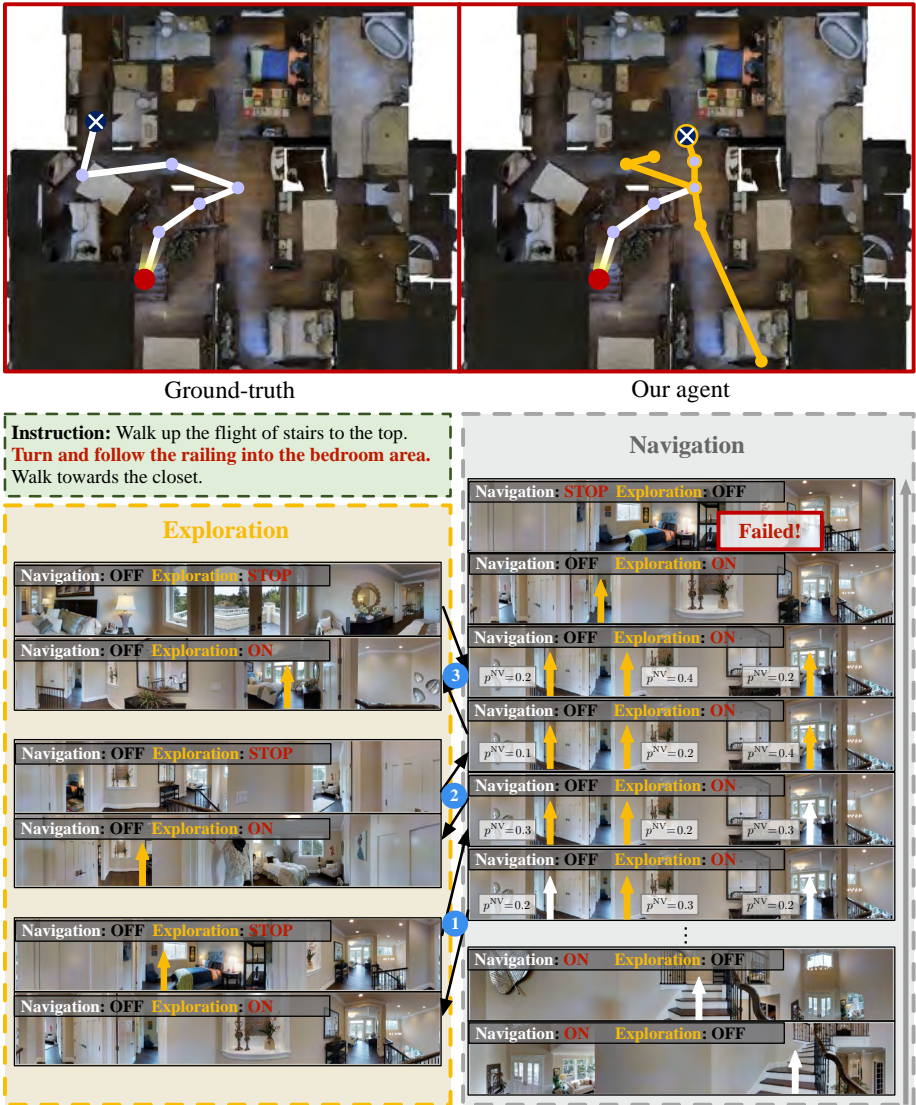 Ground-truth
Our agent
Instruction: Walk up the flight of stairs to the top.
Turn and follow the railing into the bedroom area.
Walk towards the closet.
Exploration
Navigation: OFF Exploration: STOP
Navigation: OFF Exploration: ON
Navigation: OFF Exploration: STOP
Navigation: OFF Exploration: ON
Navigation: OFF Exploration: STOP
Navigation: OFF Exploration: ON
3
2
1
Navigation
Navigation: STOP Exploration: OFF
Failed!
Navigation: OFF Exploration: ON
Navigation: OFF Exploration: ON
p^NV=0.2 p^NV=0.4 p^NV=0.2
Navigation: OFF Exploration: ON
p^NV=0.1 p^NV=0.2 p^NV=0.4
Navigation: OFF Exploration: ON
p^NV=0.3 p^NV=0.2 p^NV=0.3
Navigation: OFF Exploration: ON
p^NV=0.2 p^NV=0.3 p^NV=0.2
⋮
Navigation: ON Exploration: OFF
Navigation: ON Exploration: OFF